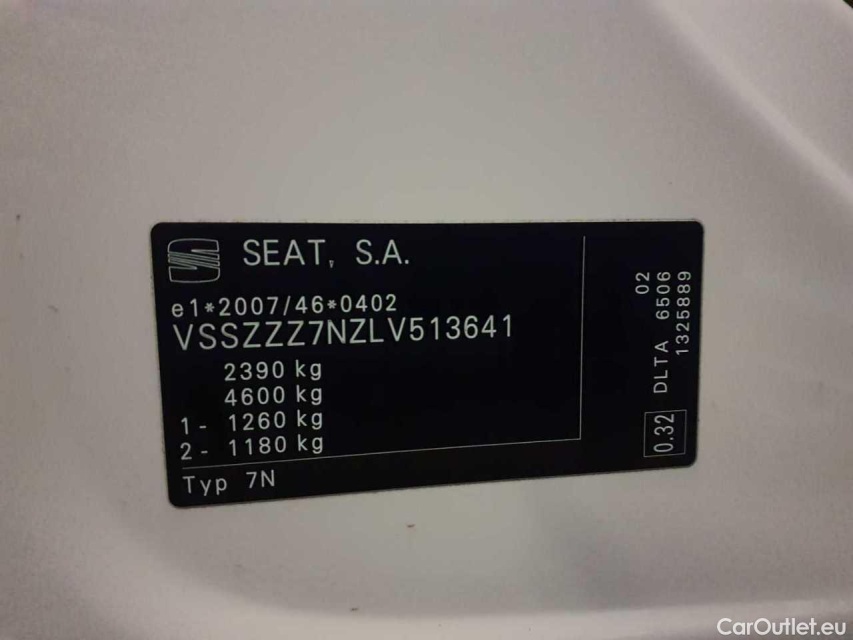 SEAT, S.A.
e1*2007/46*0402
VSSZZZ7NZLV513641
2390 kg
4600 kg
1 - 1260 kg
2 - 1180 kg
Typ 7N
02
DLTA 6506
1325889
0.32
CarOutlet.eu